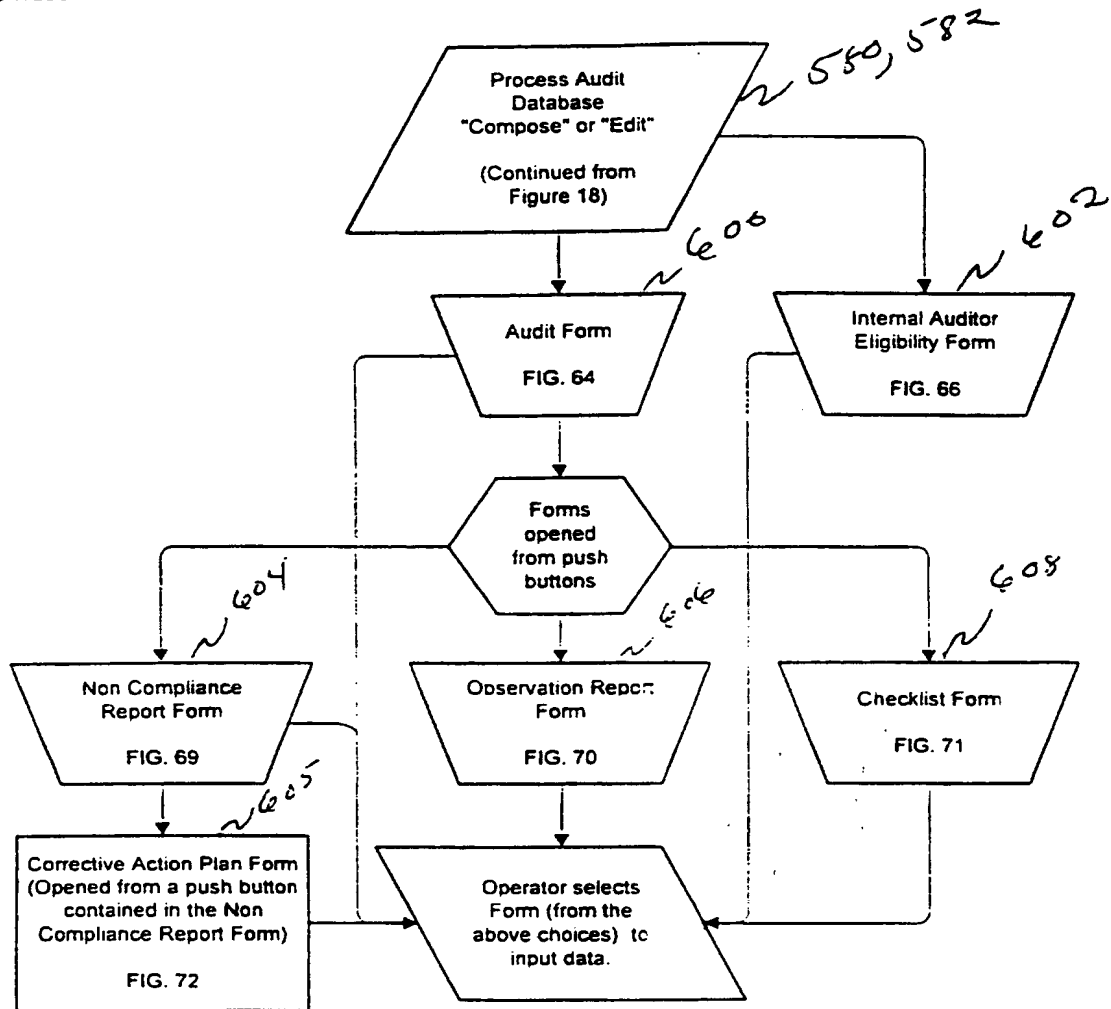 Process Audit
Database
"Compose" or "Edit"
(Continued from
Figure 18)
580, 582
600
602
Audit Form
FIG. 64
Internal Auditor
Eligibility Form
FIG. 66
Forms
opened
from push
buttons
604
606
608
Non Compliance
Report Form
FIG. 69
Observation Report
Form
FIG. 70
Checklist Form
FIG. 71
605
Corrective Action Plan Form
(Opened from a push button
contained in the Non
Compliance Report Form)
FIG. 72
Operator selects
Form (from the
above choices) to
input data.